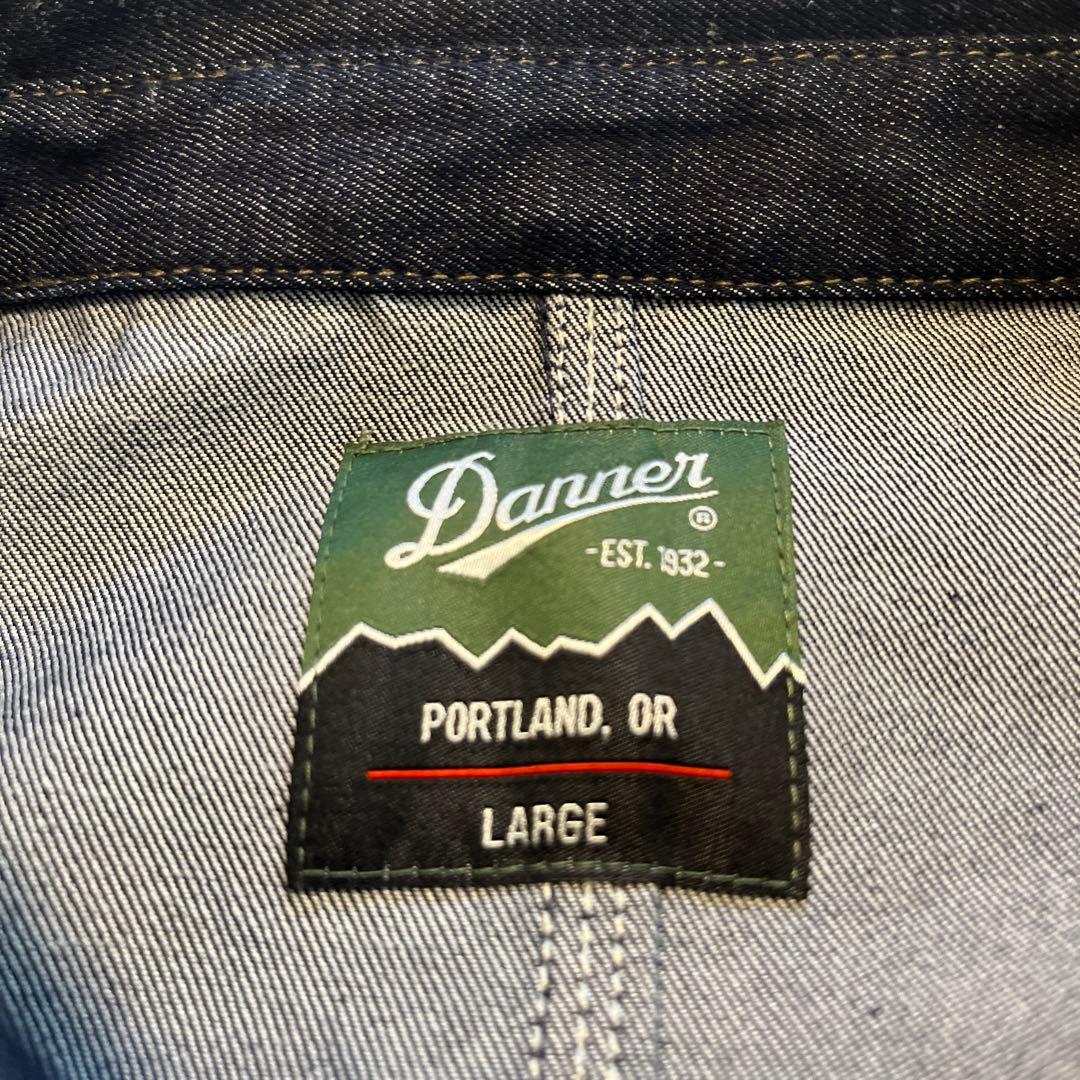 Danner
®
-EST. 1932-
PORTLAND, OR
LARGE